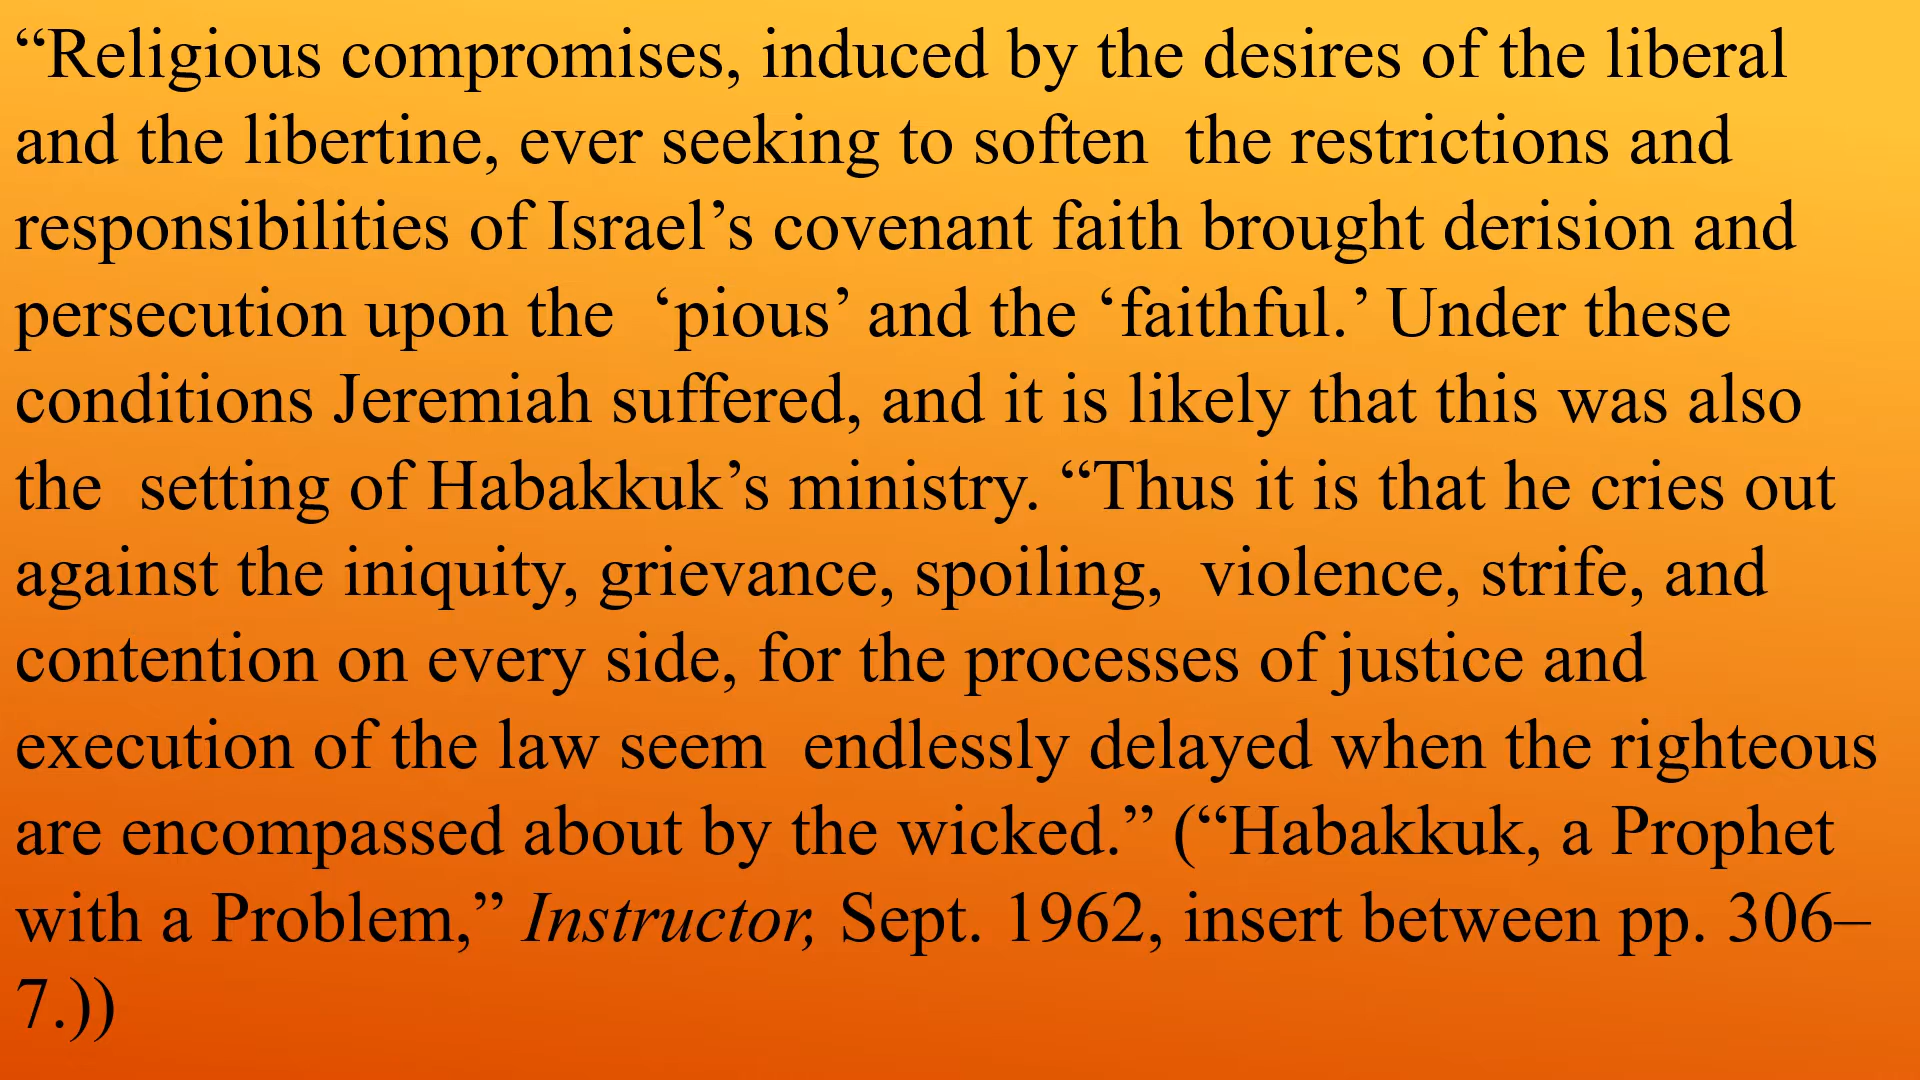 “Religious compromises, induced by the desires of the liberal
and the libertine, ever seeking to soften  the restrictions and
responsibilities of Israel’s covenant faith brought derision and
persecution upon the  ‘pious’ and the ‘faithful.’ Under these
conditions Jeremiah suffered, and it is likely that this was also
the  setting of Habakkuk’s ministry. “Thus it is that he cries out
against the iniquity, grievance, spoiling,  violence, strife, and
contention on every side, for the processes of justice and
execution of the law seem  endlessly delayed when the righteous
are encompassed about by the wicked.” (“Habakkuk, a Prophet
with a Problem,” Instructor, Sept. 1962, insert between pp. 306–
7.))